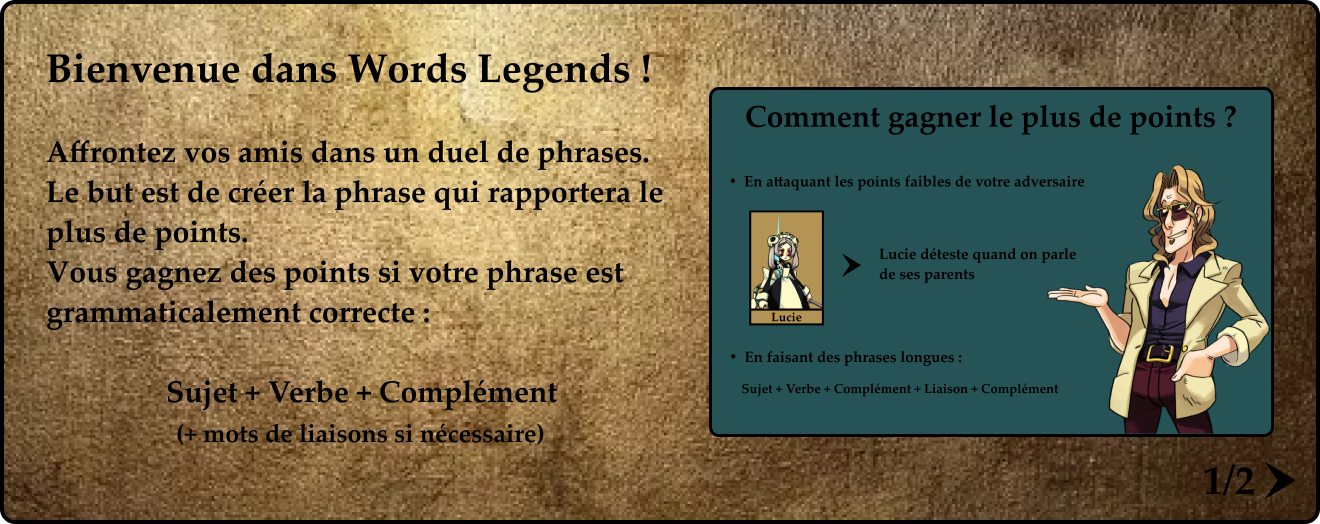 Bienvenue dans Words Legends !
Affrontez vos amis dans un duel de phrases.
Le but est de créer la phrase qui rapportera le
plus de points.
Vous gagnez des points si votre phrase est
grammaticalement correcte :
Sujet + Verbe + Complément
(+ mots de liaisons si nécessaire)
Comment gagner le plus de points ?
• En attaquant les points faibles de votre adversaire
Lucie déteste quand on parle
de ses parents
Lucie
• En faisant des phrases longues :
Sujet + Verbe + Complément + Liaison + Complément
1/2